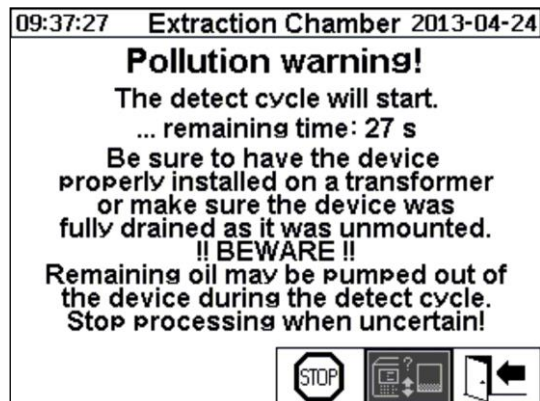 09:37:27 Extraction Chamber 2013-04-24
Pollution warning!
The detect cycle will start.
... remaining time: 27 s
Be sure to have the device
properly installed on a transformer
or make sure the device was
fully drained as it was unmounted.
!! BEWARE !!
Remaining oil may be pumped out of
the device during the detect cycle.
Stop processing when uncertain!
STOP ?